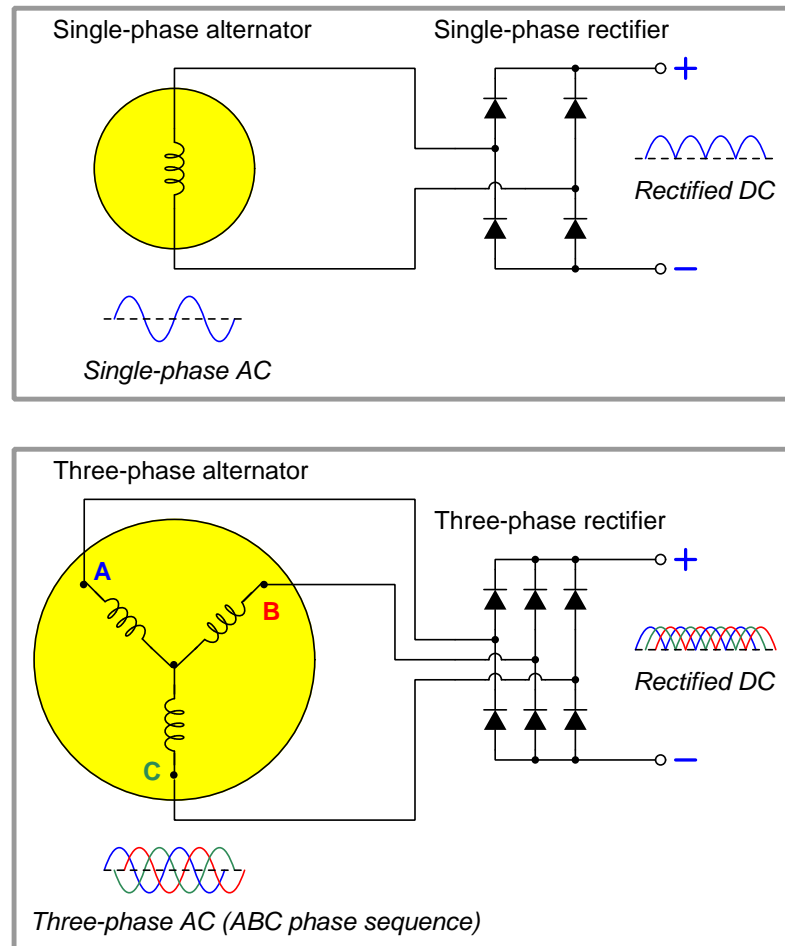 Single-phase alternator
Single-phase rectifier
+
Rectified DC
−
Single-phase AC
Three-phase alternator
Three-phase rectifier
A
B
C
+
Rectified DC
−
Three-phase AC (ABC phase sequence)